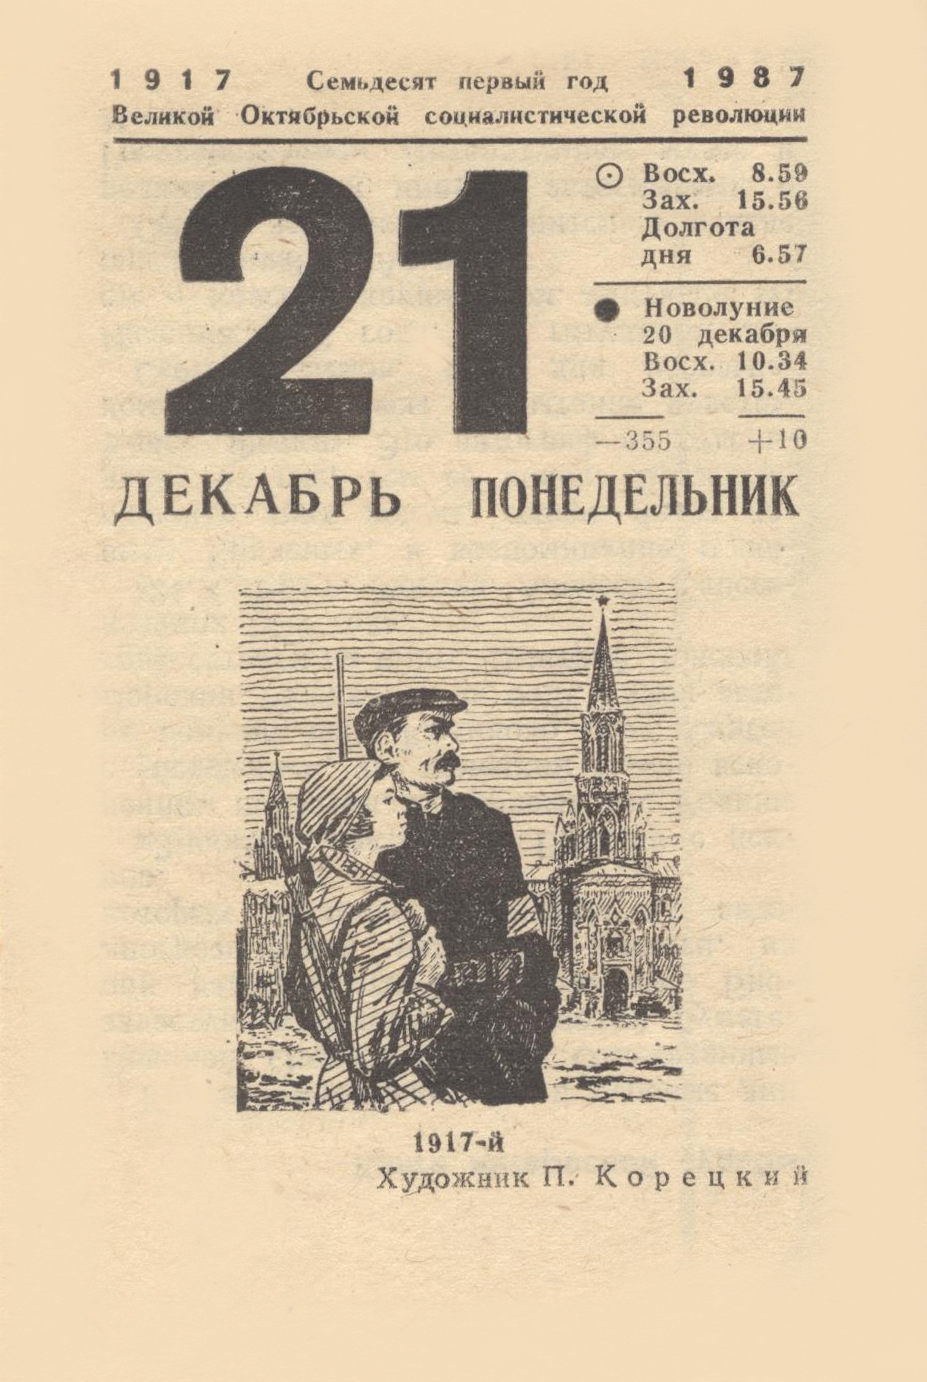 1917 Семьдесят первый год 1987
Великой Октябрьской социалистической революции
21
Восх. 8.59
Зах. 15.56
Долгота
дня 6.57
Новолуние
20 декабря
Восх. 10.34
Зах. 15.45
—355 +10
ДЕКАБРЬ ПОНЕДЕЛЬНИК
1917-й
Художник П. Корецкий